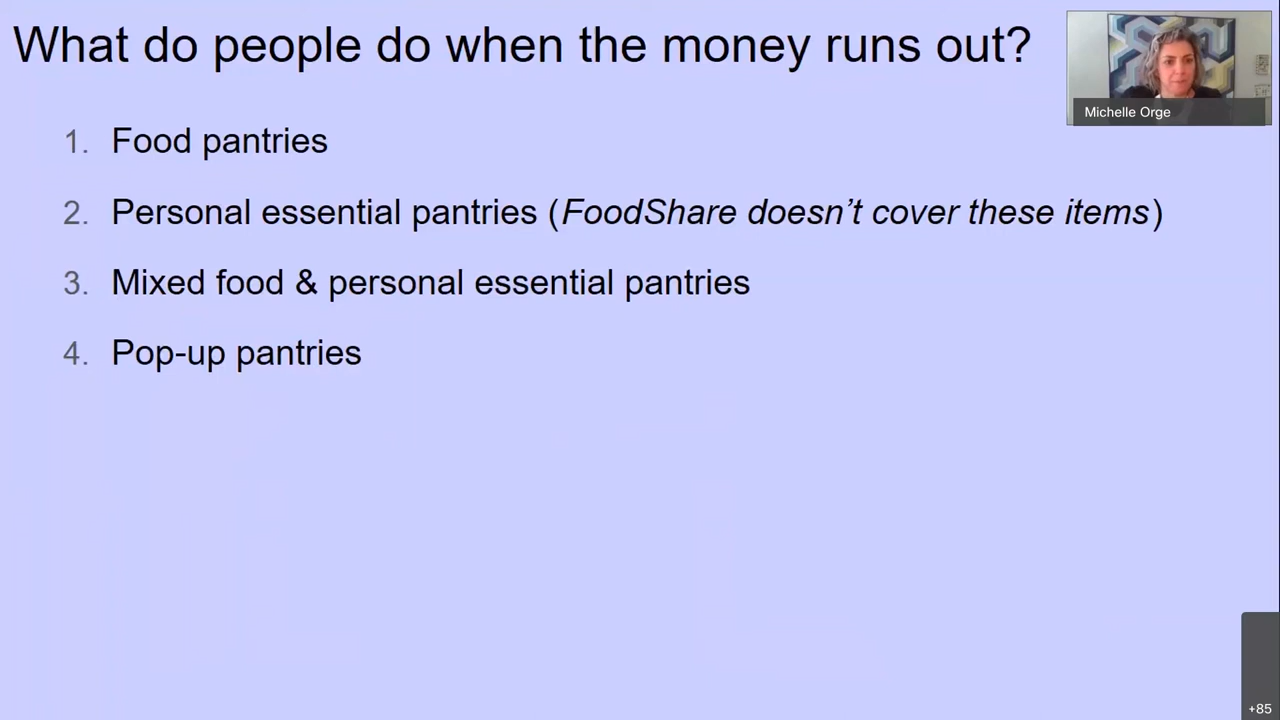 What do people do when the money runs out?
Michelle Orge
1. Food pantries
2. Personal essential pantries (FoodShare doesn’t cover these items)
3. Mixed food & personal essential pantries
4. Pop-up pantries
+85